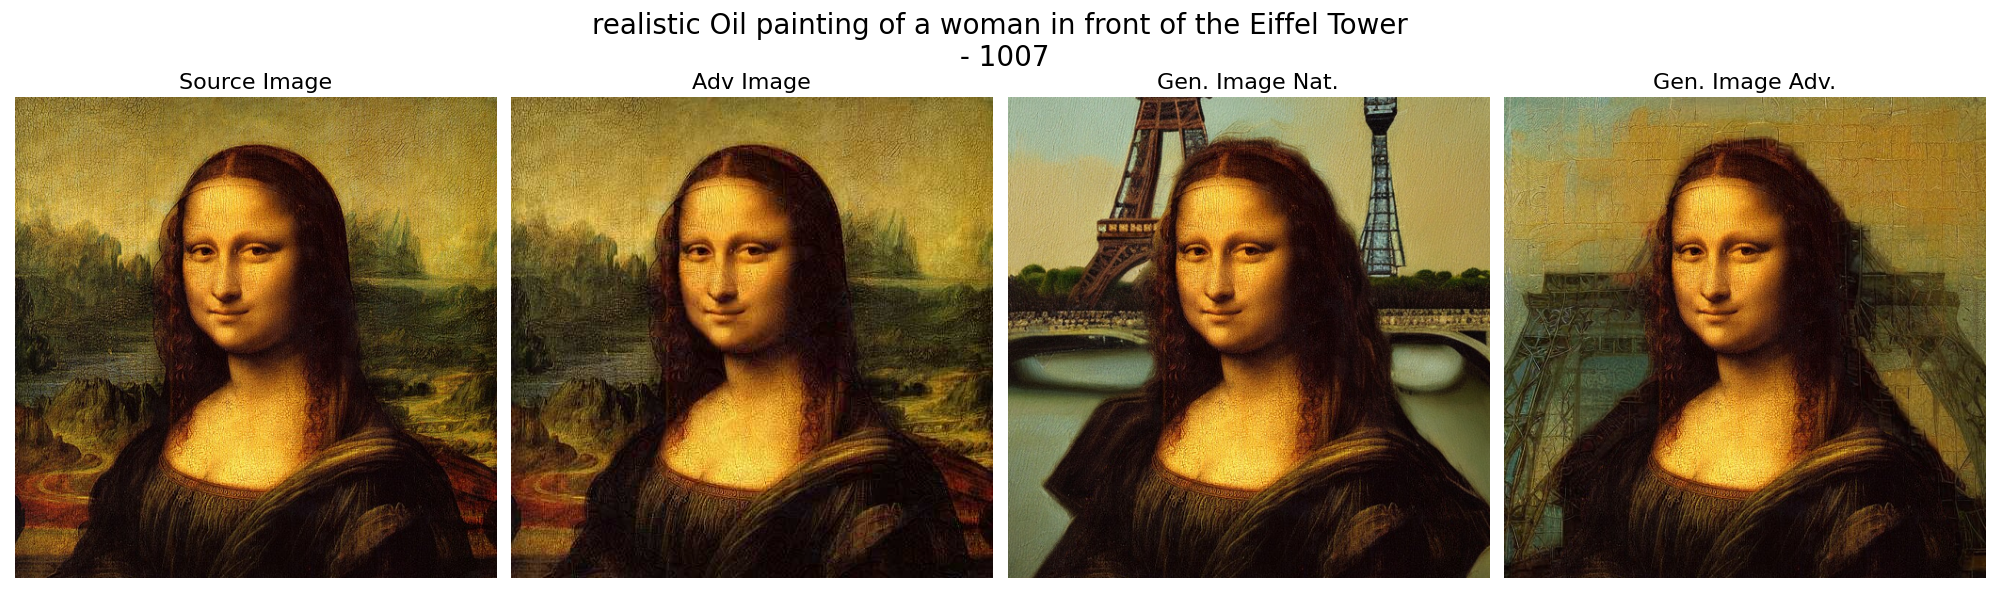 realistic Oil painting of a woman in front of the Eiffel Tower
- 1007
Source Image
Adv Image
Gen. Image Nat.
Gen. Image Adv.